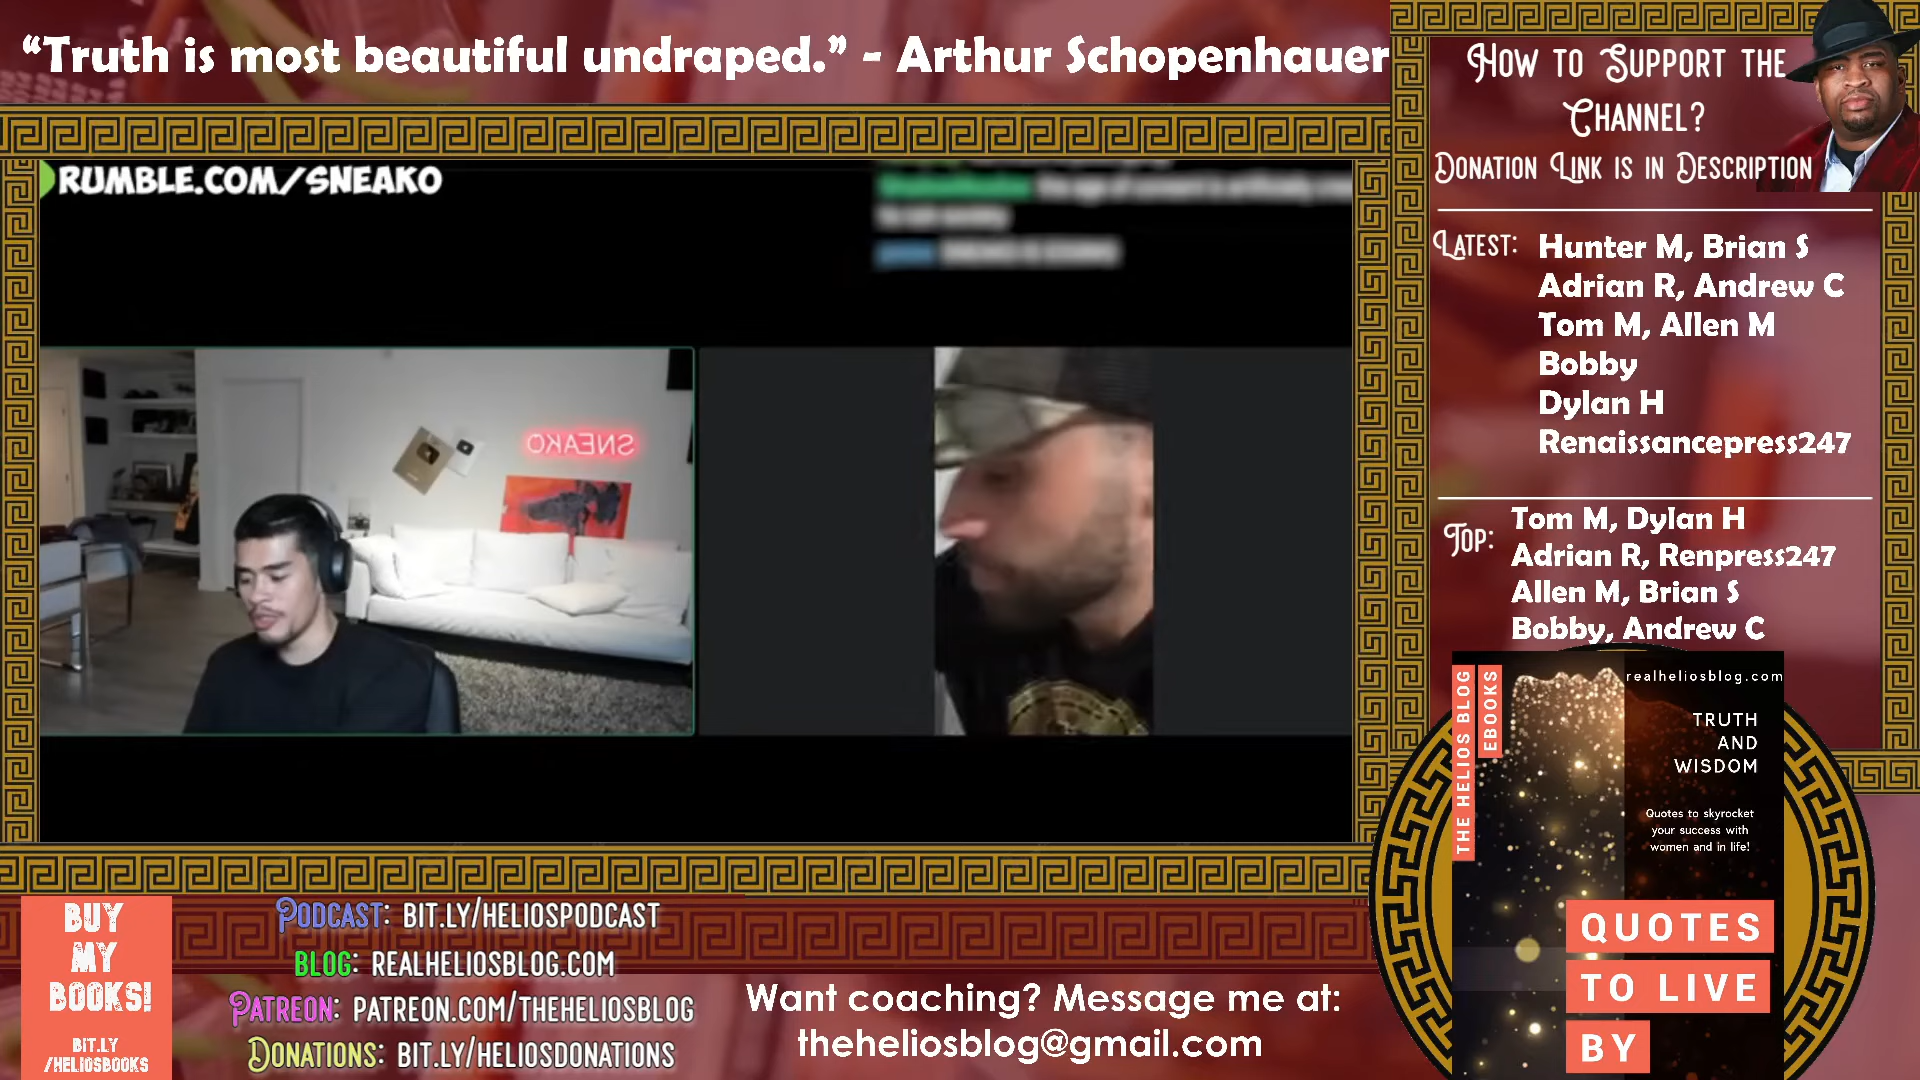 “Truth is most beautiful undraped.” - Arthur Schopenhauer
RUMBLE.COM/SNEAKO
SNEAKO
How to Support the
Channel?
Donation Link is in Description
Latest: Hunter M, Brian S
Adrian R, Andrew C
Tom M, Allen M
Bobby
Dylan H
Renaissancepress247
Top: Tom M, Dylan H
Adrian R, Renpress247
Allen M, Brian S
Bobby, Andrew C
THE HELIOS BLOG
EBOOKS
realheliosblog.com
TRUTH
AND
WISDOM
Quotes to skyrocket
your success with
women and in life!
QUOTES
TO LIVE
BY
BUY
MY
BOOKS!
BIT.LY
/HELIOSBOOKS
Podcast: BIT.LY/HELIOSPODCAST
BLOG: REALHELIOSBLOG.COM
Patreon: PATREON.COM/THEHELIOSBLOG
Donations: BIT.LY/HELIOSDONATIONS
Want coaching? Message me at:
theheliosblog@gmail.com